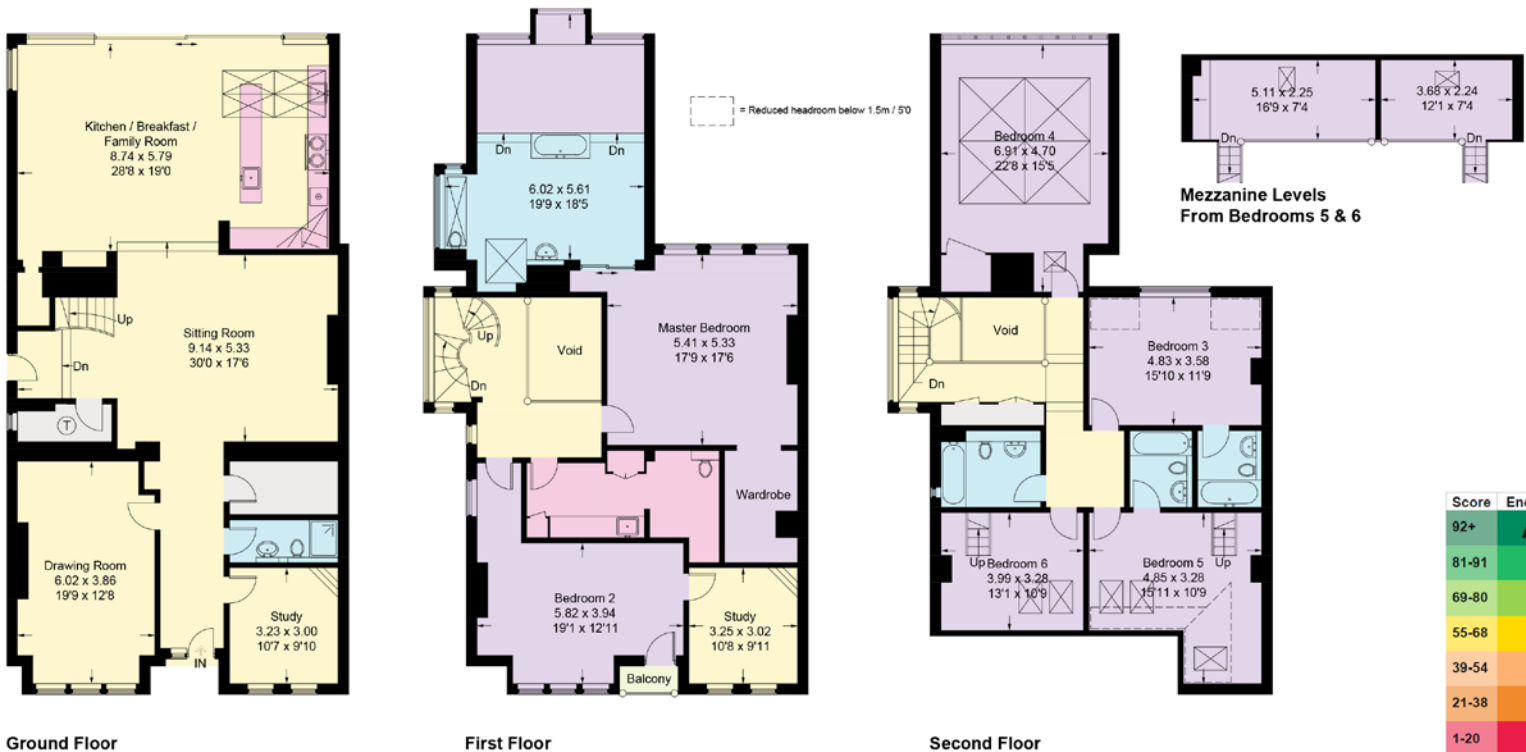 Kitchen / Breakfast /
Family Room
8.74 x 5.79
28'8 x 19'0
Up
Sitting Room
9.14 x 5.33
30'0 x 17'6
Dn
T
Drawing Room
6.02 x 3.86
19'9 x 12'8
Study
3.23 x 3.00
10'7 x 9'10
IN
Ground Floor
= Reduced headroom below 1.5m / 5'0
Dn
Dn
6.02 x 5.61
19'9 x 18'5
Up
Void
Dn
Master Bedroom
5.41 x 5.33
17'9 x 17'6
Wardrobe
Bedroom 2
5.82 x 3.94
19'1 x 12'11
Study
3.25 x 3.02
10'8 x 9'11
Balcony
First Floor
Bedroom 4
6.91 x 4.70
22'8 x 15'5
Void
Dn
Bedroom 3
4.83 x 3.58
15'10 x 11'9
Up
Bedroom 6
3.99 x 3.28
13'1 x 10'9
Bedroom 5
Up
4.85 x 3.28
15'11 x 10'9
Second Floor
5.11 x 2.25
16'9 x 7'4
3.68 x 2.24
12'1 x 7'4
Dn
Dn
Mezzanine Levels
From Bedrooms 5 & 6
Score
92+
81-91
69-80
55-68
39-54
21-38
1-20